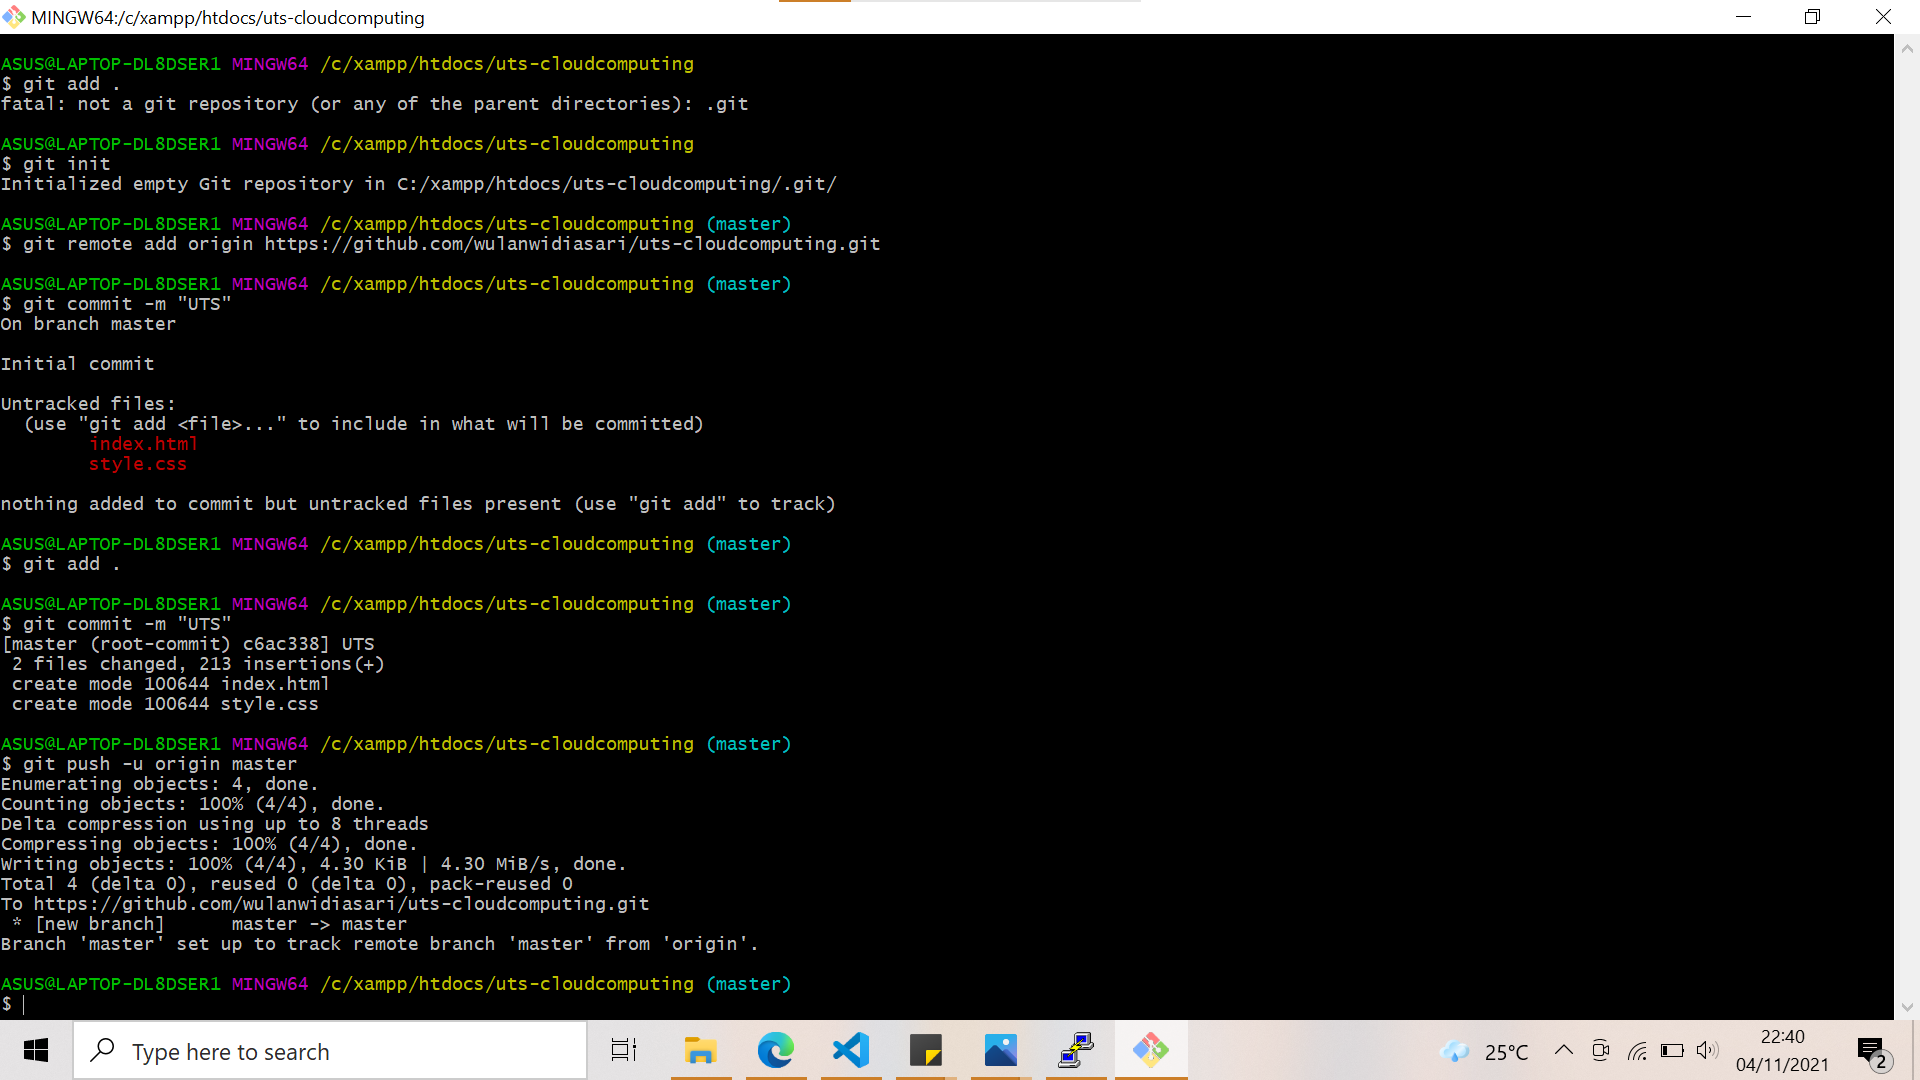 MINGW64:/c/xampp/htdocs/uts-cloudcomputing
ASUS@LAPTOP-DL8DSER1 MINGW64 /c/xampp/htdocs/uts-cloudcomputing
$ git add .
fatal: not a git repository (or any of the parent directories): .git
ASUS@LAPTOP-DL8DSER1 MINGW64 /c/xampp/htdocs/uts-cloudcomputing
$ git init
Initialized empty Git repository in C:/xampp/htdocs/uts-cloudcomputing/.git/
ASUS@LAPTOP-DL8DSER1 MINGW64 /c/xampp/htdocs/uts-cloudcomputing (master)
$ git remote add origin https://github.com/wulanwidiasari/uts-cloudcomputing.git
ASUS@LAPTOP-DL8DSER1 MINGW64 /c/xampp/htdocs/uts-cloudcomputing (master)
$ git commit -m "UTS"
On branch master
Initial commit
Untracked files:
(use "git add <file>..." to include in what will be committed)
index.html
style.css
nothing added to commit but untracked files present (use "git add" to track)
ASUS@LAPTOP-DL8DSER1 MINGW64 /c/xampp/htdocs/uts-cloudcomputing (master)
$ git add .
ASUS@LAPTOP-DL8DSER1 MINGW64 /c/xampp/htdocs/uts-cloudcomputing (master)
$ git commit -m "UTS"
[master (root-commit) c6ac338] UTS
2 files changed, 213 insertions(+)
create mode 100644 index.html
create mode 100644 style.css
ASUS@LAPTOP-DL8DSER1 MINGW64 /c/xampp/htdocs/uts-cloudcomputing (master)
$ git push -u origin master
Enumerating objects: 4, done.
Counting objects: 100% (4/4), done.
Delta compression using up to 8 threads
Compressing objects: 100% (4/4), done.
Writing objects: 100% (4/4), 4.30 KiB | 4.30 MiB/s, done.
Total 4 (delta 0), reused 0 (delta 0), pack-reused 0
To https://github.com/wulanwidiasari/uts-cloudcomputing.git
* [new branch]      master -> master
Branch 'master' set up to track remote branch 'master' from 'origin'.
ASUS@LAPTOP-DL8DSER1 MINGW64 /c/xampp/htdocs/uts-cloudcomputing (master)
$
Type here to search
25°C
22:40
04/11/2021
2